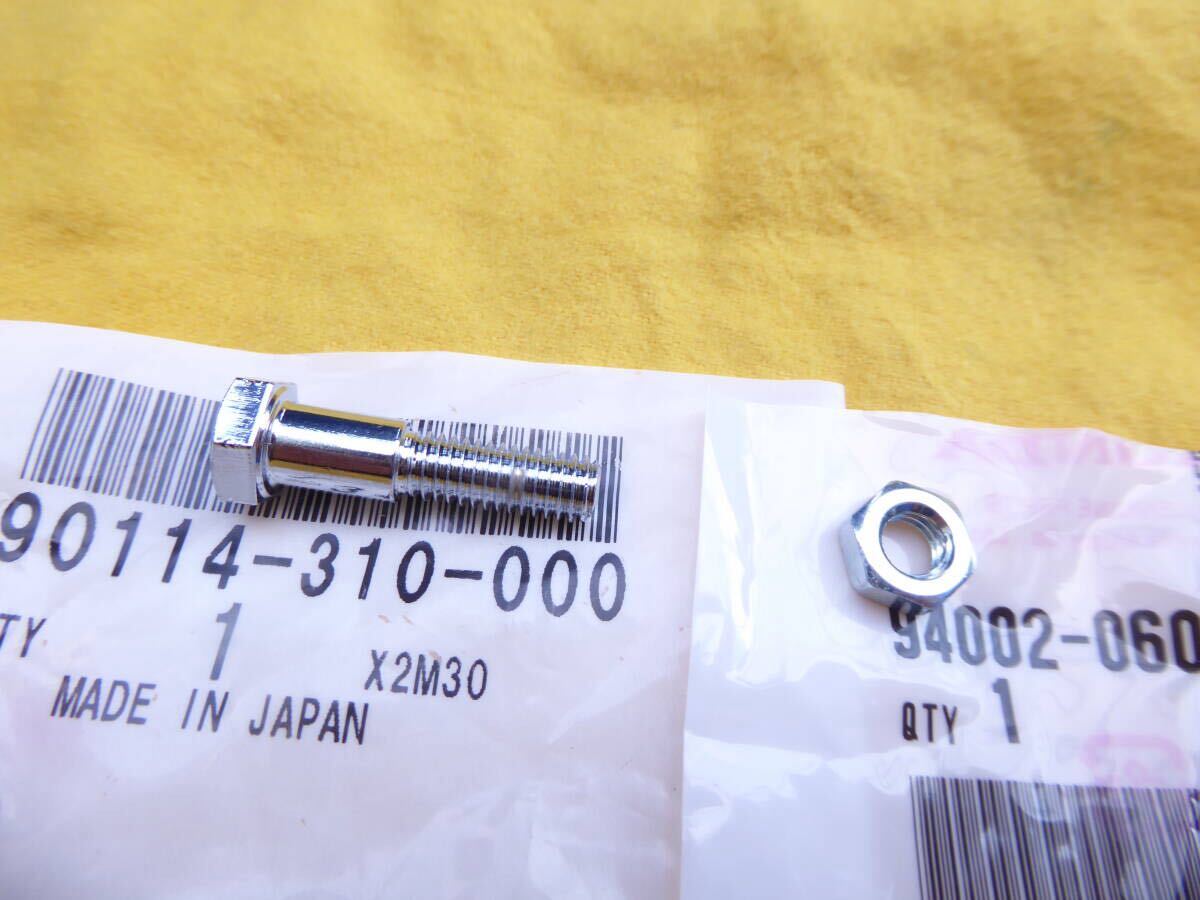 90114-310-000
TY 1 X2M30
MADE IN JAPAN
94002-060
QTY 1